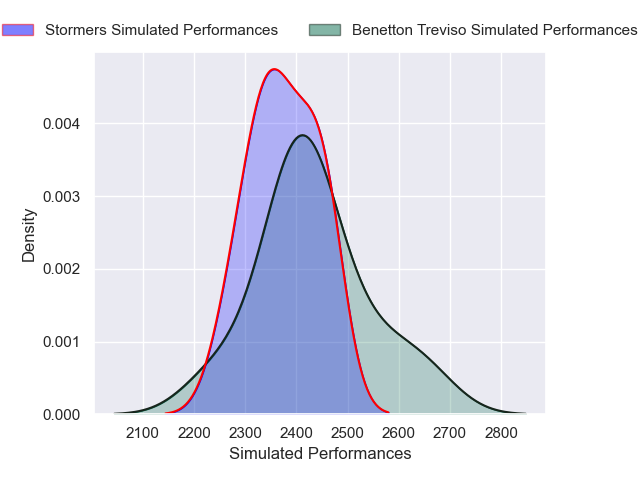 Stormers Simulated Performances Benetton Treviso Simulated Performances
0.004
0.003
0.002
0.001
0.000
Density
2100 2200 2300 2400 2500 2600 2700 2800
Simulated Performances